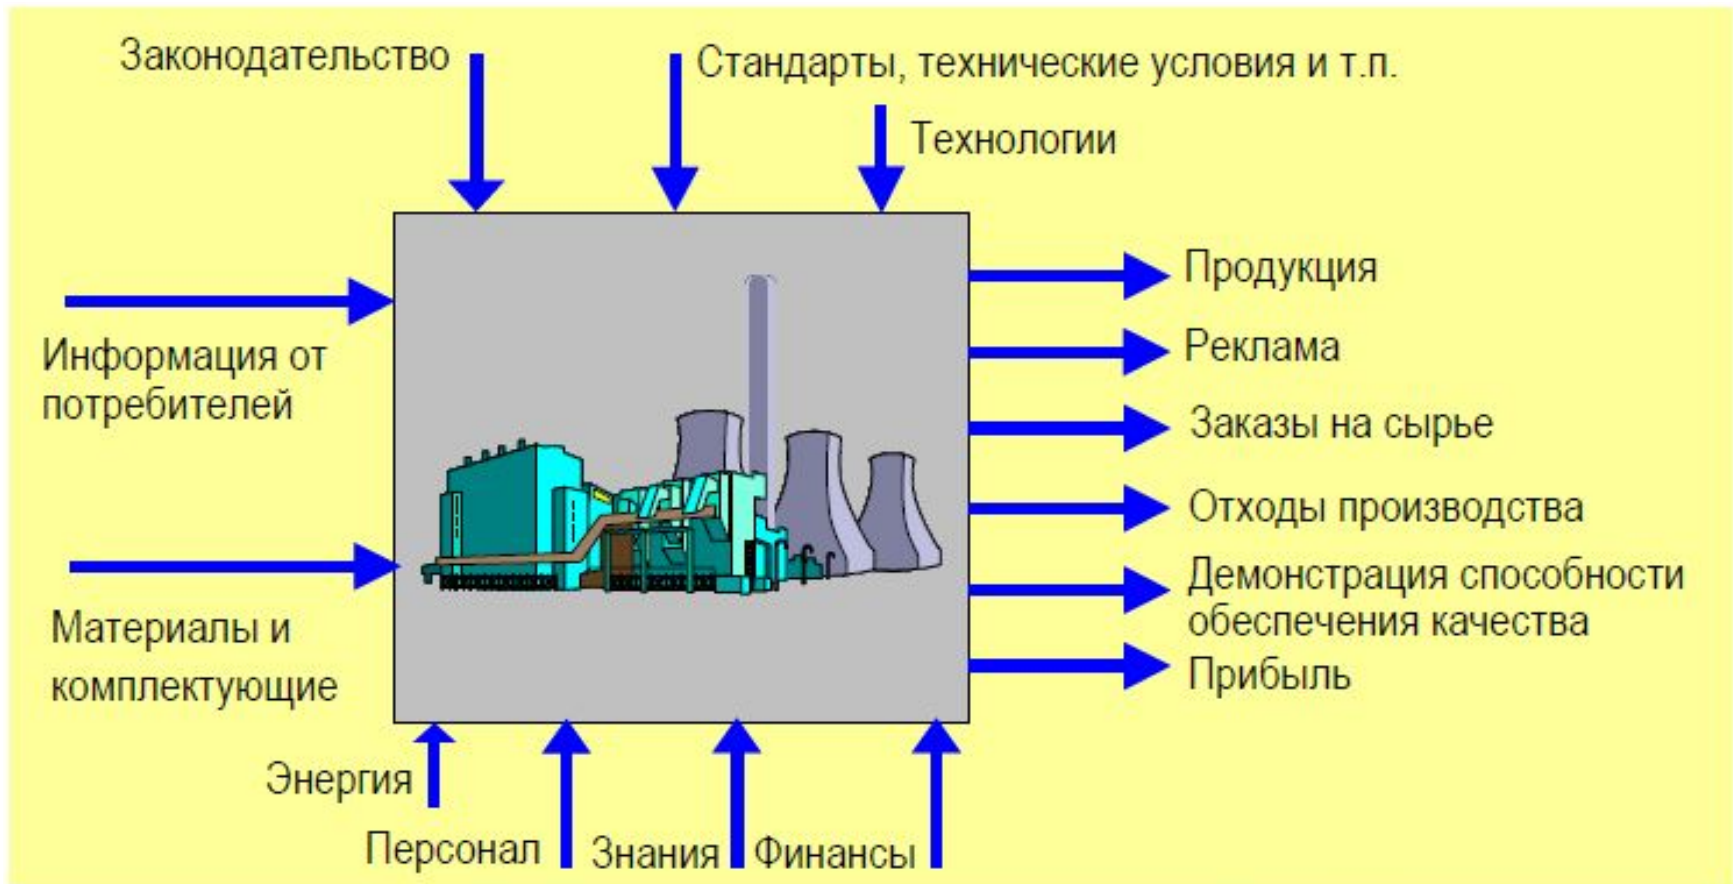 Законодательство
Стандарты, технические условия и т.п.
Технологии
Информация от
потребителей
Материалы и
комплектующие
Продукция
Реклама
Заказы на сырье
Отходы производства
Демонстрация способности
обеспечения качества
Прибыль
Энергия
Персонал
Знания
Финансы